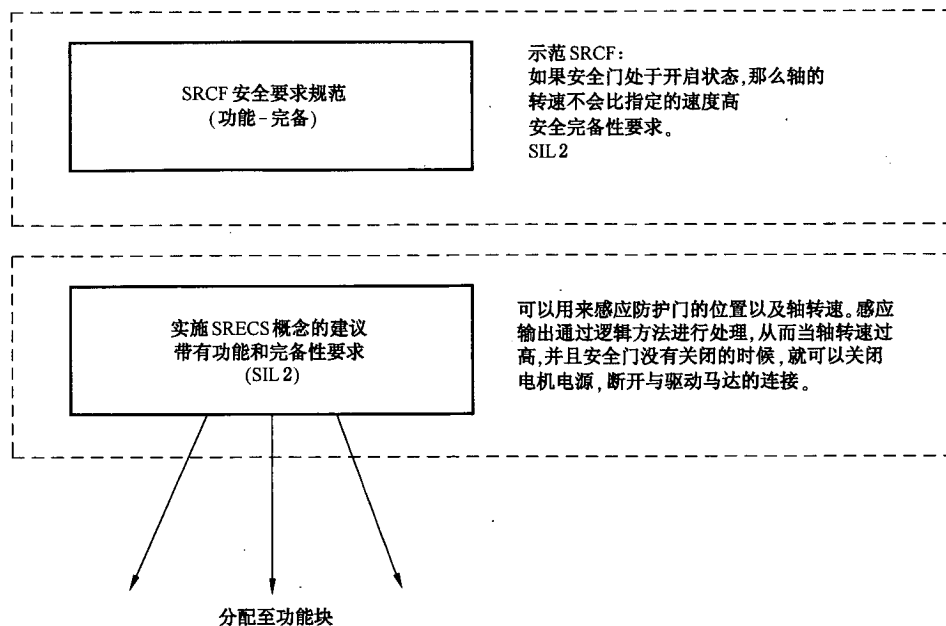 SRCF 安全要求规范
(功能-完备)
示范 SRCF:
如果安全门处于开启状态,那么轴的
转速不会比指定的速度高
安全完备性要求。
SIL 2
实施 SRECS 概念的建议
带有功能和完备性要求
(SIL 2)
可以用来感应防护门的位置以及轴转速。感应
输出通过逻辑方法进行处理,从而当轴转速过
高,并且安全门没有关闭的时候,就可以关闭
电机电源,断开与驱动马达的连接。
分配至功能块